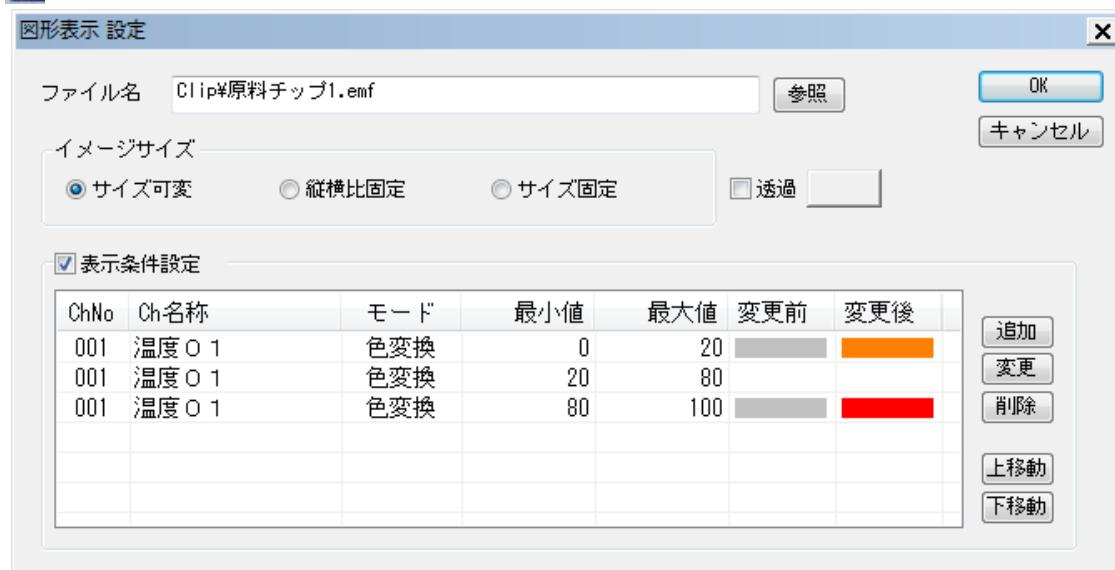 図形表示 設定
ファイル名 Clip¥原料チップ1.emf 参照 OK
キャンセル
イメージサイズ
サイズ可変 縦横比固定 サイズ固定 透過
表示条件設定
ChNo Ch名称 モード 最小値 最大値 変更前 変更後
001 温度０１ 色変換 0 20
001 温度０１ 色変換 20 80
001 温度０１ 色変換 80 100
追加
変更
削除
上移動
下移動